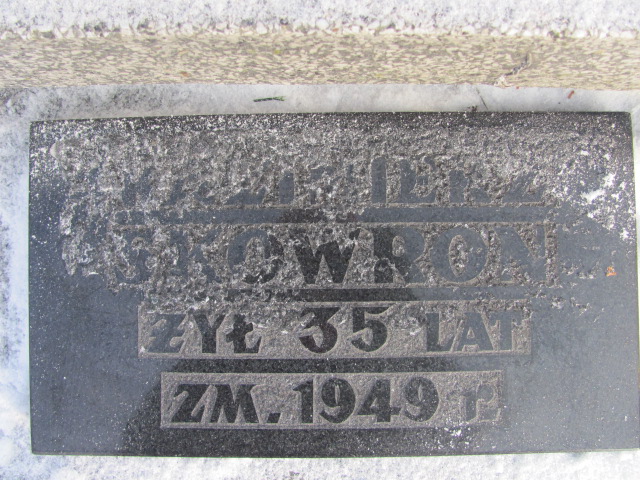 SKOWRON
ŻYŁ 35 LAT
ZM. 1949 r.